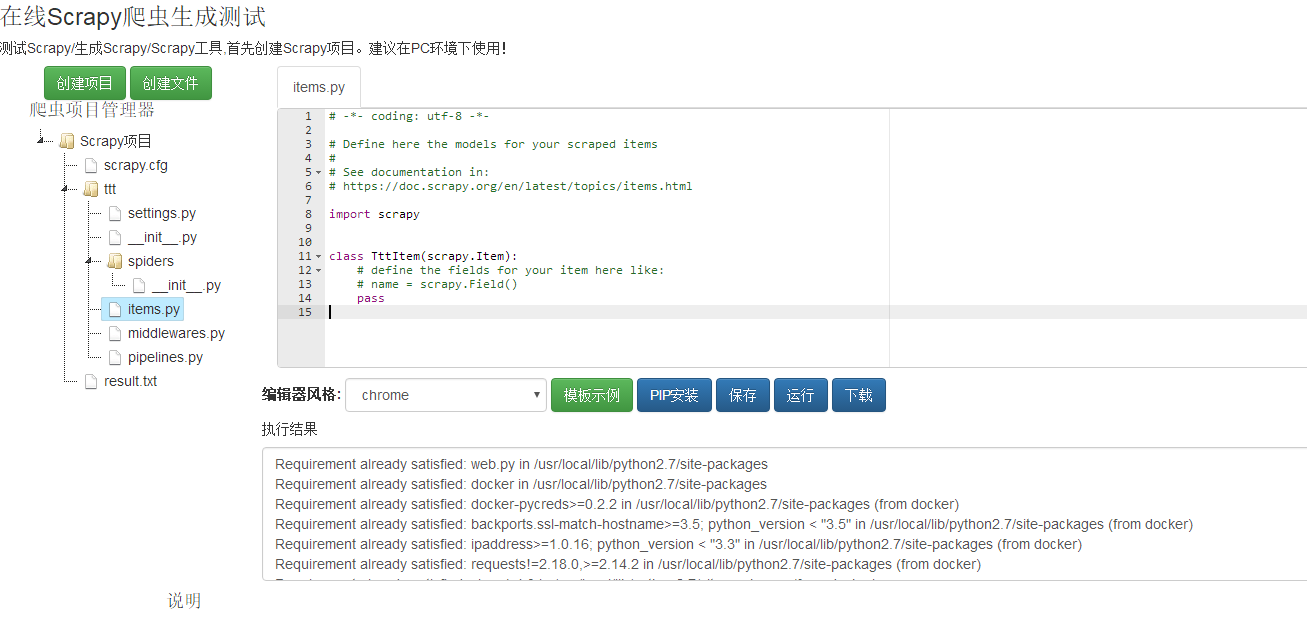 在线Scrapy爬虫生成测试
测试Scrapy/生成Scrapy/Scrapy工具,首先创建Scrapy项目。建议在PC环境下使用!
创建项目 创建文件
爬虫项目管理器
Scrapy项目
scrapy.cfg
ttt
settings.py
__init__.py
spiders
__init__.py
items.py
middlewares.py
pipelines.py
result.txt
items.py
1 # -*- coding: utf-8 -*-
2
3 # Define here the models for your scraped items
4 #
5 # See documentation in:
6 # https://doc.scrapy.org/en/latest/topics/items.html
7
8 import scrapy
9
10
11 class TttItem(scrapy.Item):
12 # define the fields for your item here like:
13 # name = scrapy.Field()
14 pass
15
编辑器风格: chrome 模板示例 PIP安装 保存 运行 下载
执行结果
Requirement already satisfied: web.py in /usr/local/lib/python2.7/site-packages
Requirement already satisfied: docker in /usr/local/lib/python2.7/site-packages
Requirement already satisfied: docker-pycreds>=0.2.2 in /usr/local/lib/python2.7/site-packages (from docker)
Requirement already satisfied: backports.ssl-match-hostname>=3.5; python_version < "3.5" in /usr/local/lib/python2.7/site-packages (from docker)
Requirement already satisfied: ipaddress>=1.0.16; python_version < "3.3" in /usr/local/lib/python2.7/site-packages (from docker)
Requirement already satisfied: requests!=2.18.0,>=2.14.2 in /usr/local/lib/python2.7/site-packages (from docker)
说明